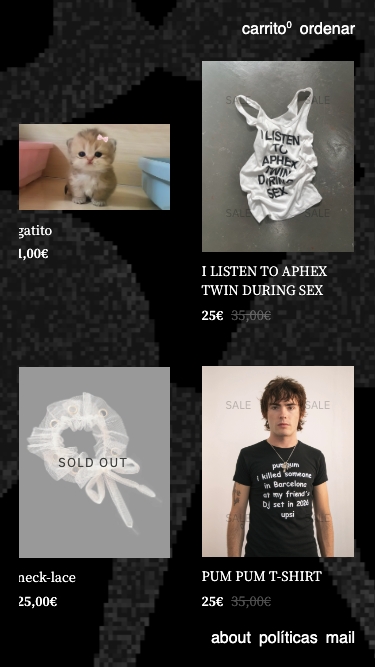 carrito⁰ ordenar
SALE SALE
I LISTEN
TO
APHEX
TWIN
DURING
SEX
SALE SALE
gatito
1,00€
I LISTEN TO APHEX
TWIN DURING SEX
25€ 35,00€
SOLD OUT
SALE SALE
pum pum
i killed someone
in Barcelona
at my friend's
Dj set in 2026
upsi
SALE SALE
neck-lace
25,00€
PUM PUM T-SHIRT
25€ 35,00€
about políticas mail